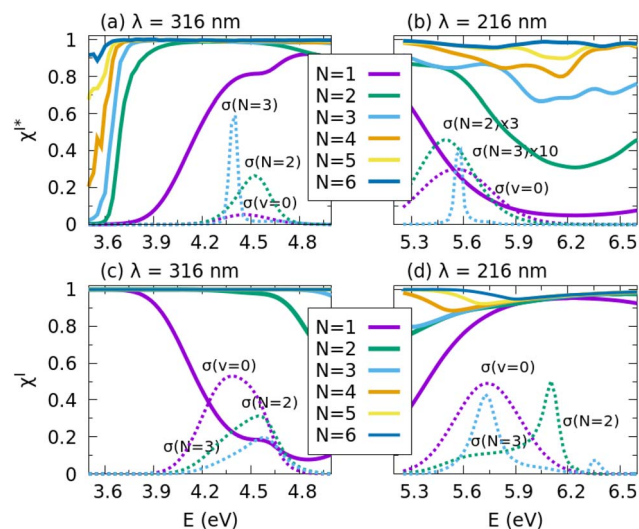 (a) λ = 316 nm
(b) λ = 216 nm
1
0.8
0.6
0.4
0.2
0
χI*
N=1
N=2
N=3
N=4
N=5
N=6
σ(N=3)
σ(N=2)
σ(v=0)
σ(N=2)x3
σ(N=3)x10
σ(v=0)
3.6 3.9 4.2 4.5 4.8
5.3 5.6 5.9 6.2 6.5
(c) λ = 316 nm
(d) λ = 216 nm
1
0.8
0.6
0.4
0.2
0
χI
N=1
N=2
N=3
N=4
N=5
N=6
σ(v=0)
σ(N=2)
σ(N=3)
σ(v=0)
σ(N=2)
σ(N=3)
3.6 3.9 4.2 4.5 4.8
5.3 5.6 5.9 6.2 6.5
E (eV)
E (eV)